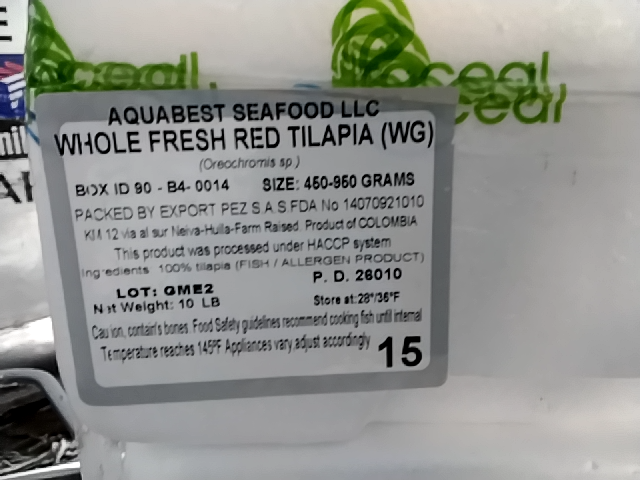 oceal oceal
oceal
AQUABEST SEAFOOD LLC
WHOLE FRESH RED TILAPIA (WG)
(Oreochromis sp.)
BOX ID 90 - B4- 0014 SIZE: 450-950 GRAMS
PACKED BY EXPORT PEZ S.A.S. FDA No 14070921010
KM 12 via al sur Neiva-Huila-Farm Raised. Product of COLOMBIA
This product was processed under HACCP system
Ingredients 100% tilapia (FISH / ALLERGEN PRODUCT)
P. D. 26010
LOT: GME2
Net Weight: 10 LB Store at: 28°/36°F
Caution, contain's bones. Food Safety guidelines recommend cooking fish until internal
Temperature reaches 145ºF Appliances vary, adjust accordingly 15